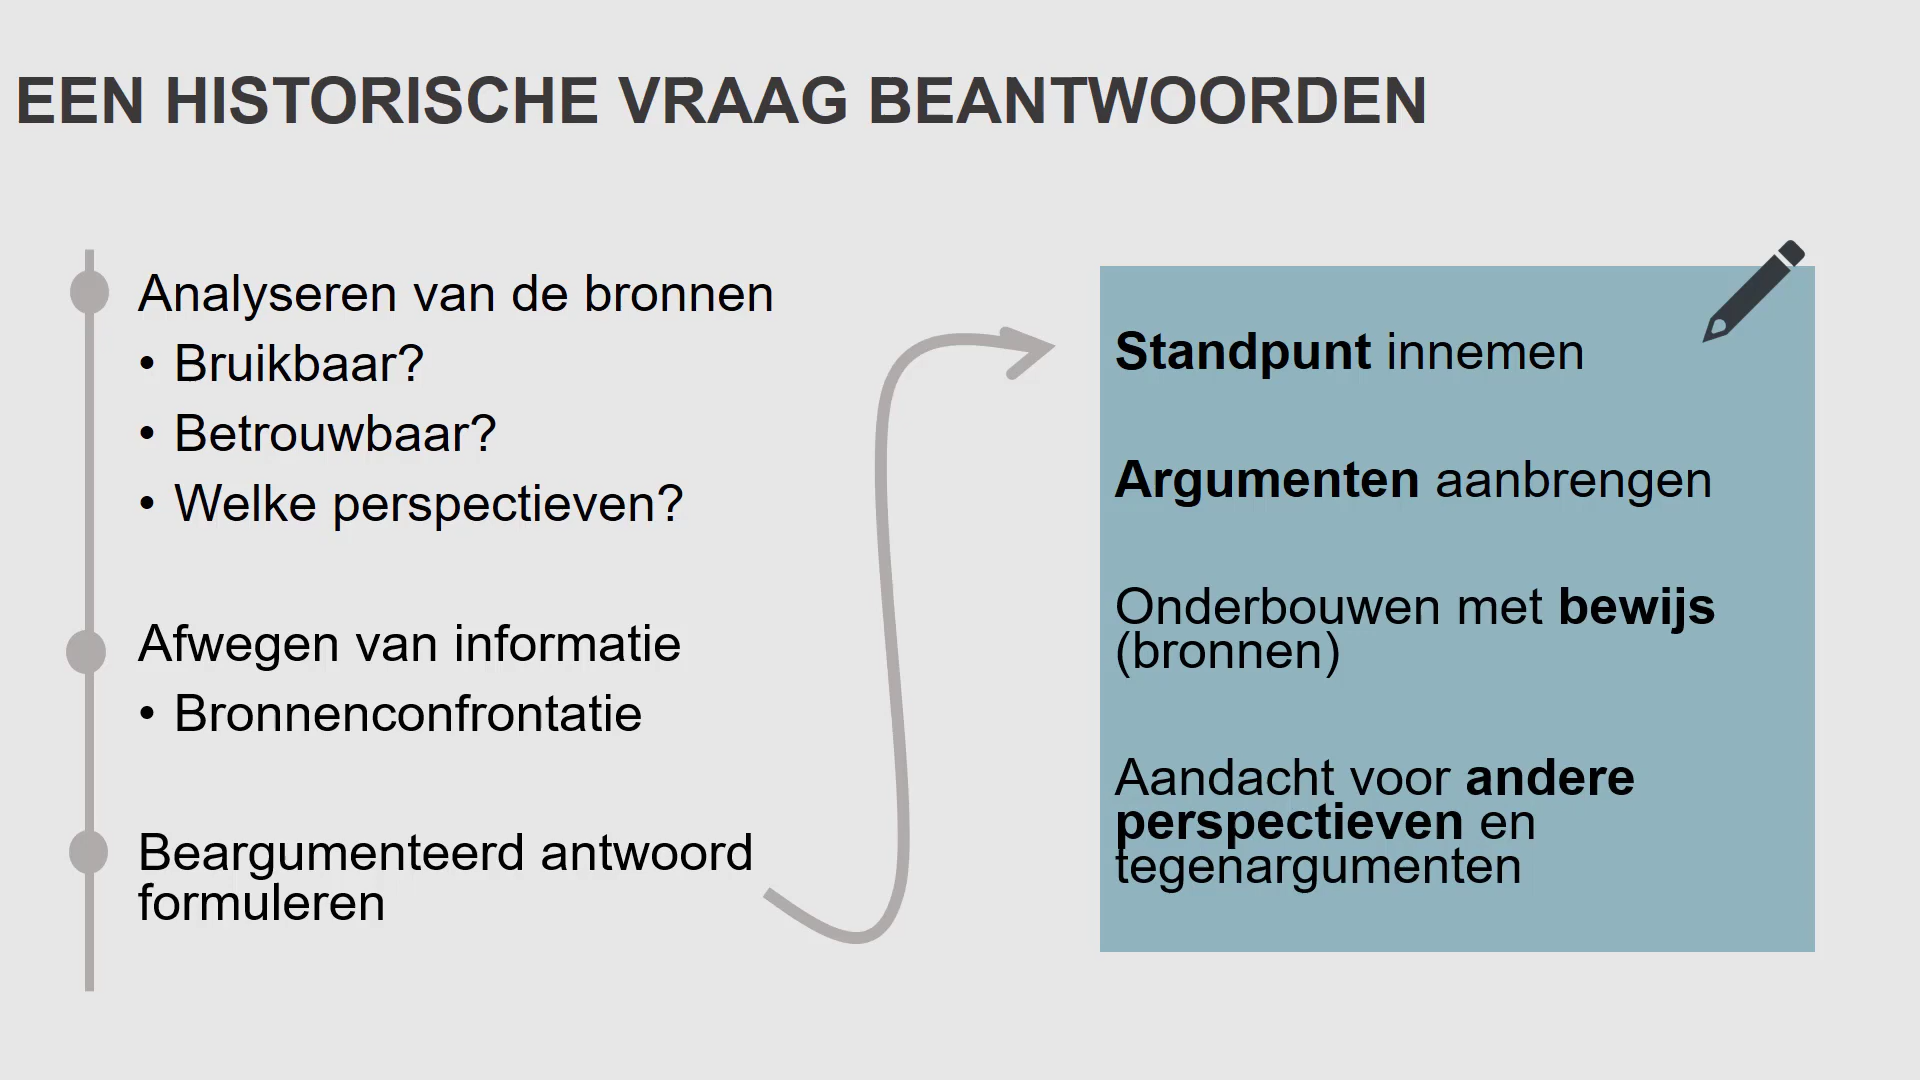 EEN HISTORISCHE VRAAG BEANTWOORDEN
Analyseren van de bronnen
• Bruikbaar?
• Betrouwbaar?
• Welke perspectieven?
Afwegen van informatie
• Bronnenconfrontatie
Beargumenteerd antwoord
formuleren
Standpunt innemen
Argumenten aanbrengen
Onderbouwen met bewijs
(bronnen)
Aandacht voor andere
perspectieven en
tegenargumenten